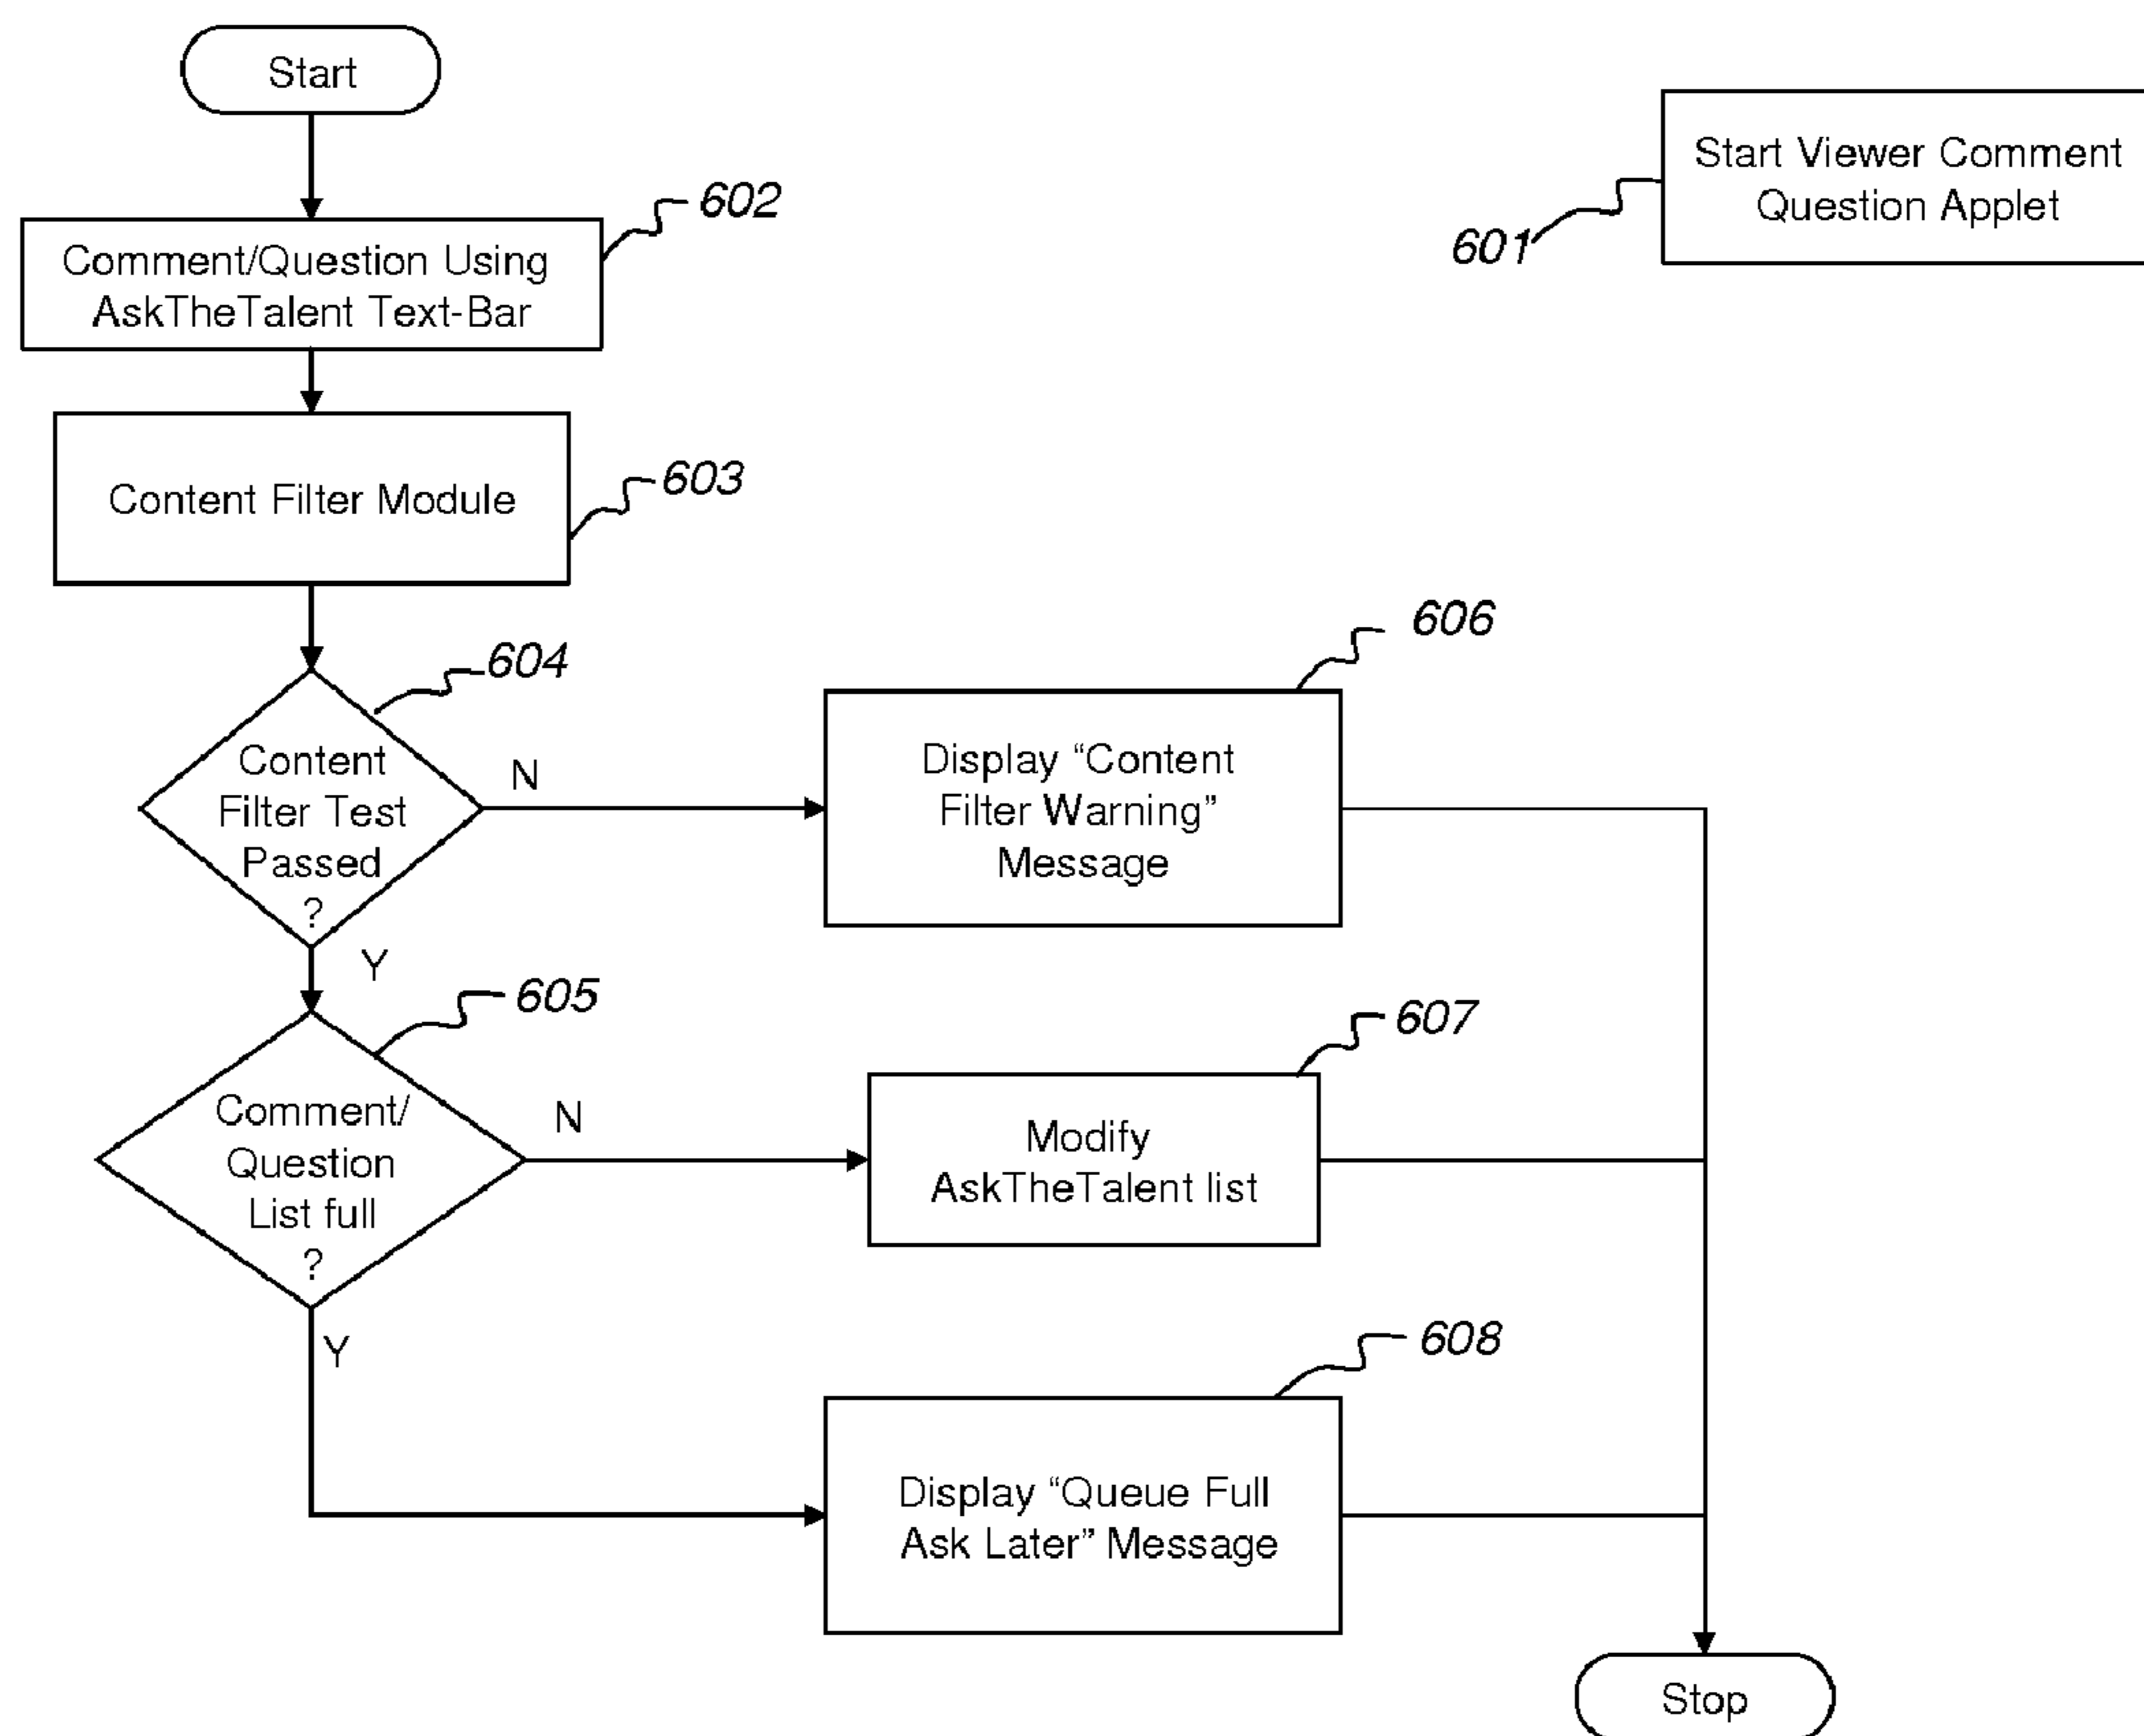 Start
Start Viewer Comment
Question Applet
601
602
Comment/Question Using
AskTheTalent Text-Bar
603
Content Filter Module
604
Content
Filter Test
Passed
?
N
Y
606
Display “Content
Filter Warning”
Message
605
Comment/
Question
List full
?
N
Y
607
Modify
AskTheTalent list
608
Display “Queue Full
Ask Later” Message
Stop